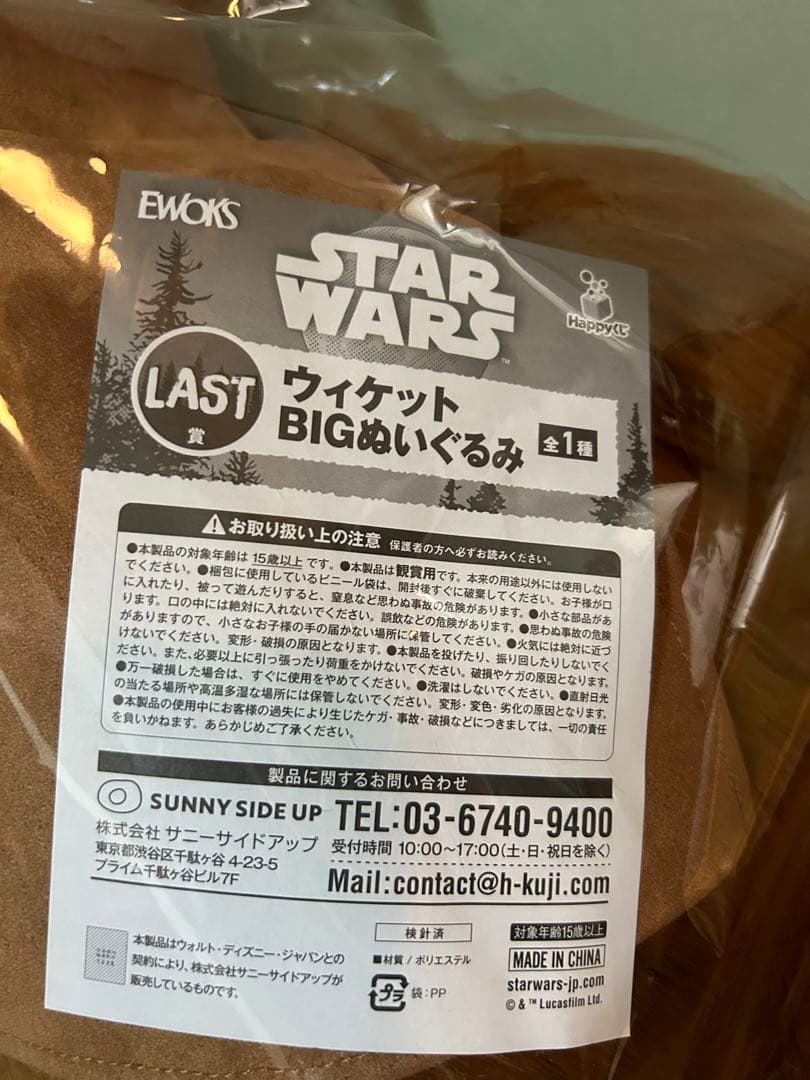 EWOKS
STAR
WARS™
Happyくじ
LAST
賞
ウィケット
BIGぬいぐるみ 全1種
お取り扱い上の注意 保護者の方へ必ずお読みください。
●本製品の対象年齢は 15歳以上 です。●本製品は観賞用です。本来の用途以外には使用しない
でください。●梱包に使用しているビニール袋は、開封後すぐに破棄してください。お子様が口
に入れたり、被って遊んだりすると、窒息など思わぬ事故の危険があります。●小さな部品があ
ります。口の中には絶対に入れないでください。誤飲などの危険があります。●思わぬ事故の危険
がありますので、小さなお子様の手の届かない場所に保管してください。●火気には絶対に近づ
けないでください。変形・破損の原因となります。●本製品を投げたり、振り回したりしないでく
ださい。また、必要以上に引っ張ったり荷重をかけないでください。破損やケガの原因となります。
●万一破損した場合は、すぐに使用をやめてください。●洗濯はしないでください。●直射日光
の当たる場所や高温多湿な場所には保管しないでください。変形・変色・劣化の原因となります。
●本製品の使用中にお客様の過失により生じたケガ・事故・破損などにつきましては、一切の責任
を負いかねます。あらかじめご了承ください。
製品に関するお問い合わせ
SUNNY SIDE UP
株式会社 サニーサイドアップ
東京都渋谷区千駄ヶ谷 4-23-5
プライム千駄ヶ谷ビル7F
TEL:03-6740-9400
受付時間 10:00~17:00(土・日・祝日を除く)
Mail:contact@h-kuji.com
本製品はウォルト・ディズニー・ジャパンとの
契約により、株式会社サニーサイドアップが
販売しているものです。
検針済
■材質 / ポリエステル
プラ 袋:PP
対象年齢15歳以上
MADE IN CHINA
starwars-jp.com
© & ™ Lucasfilm Ltd.